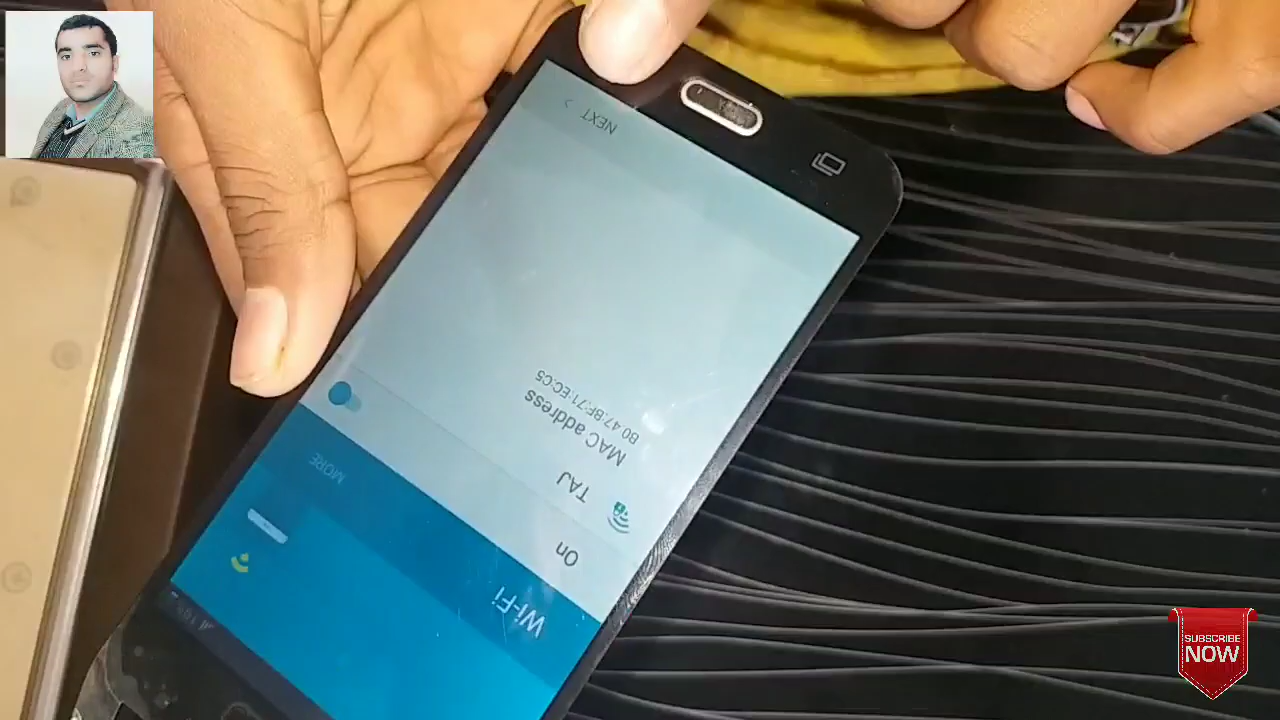 Wi-Fi
MORE
On
TAJ
MAC address
B0:47:BF:71:EC:C5
NEXT
SUBSCRIBE
NOW